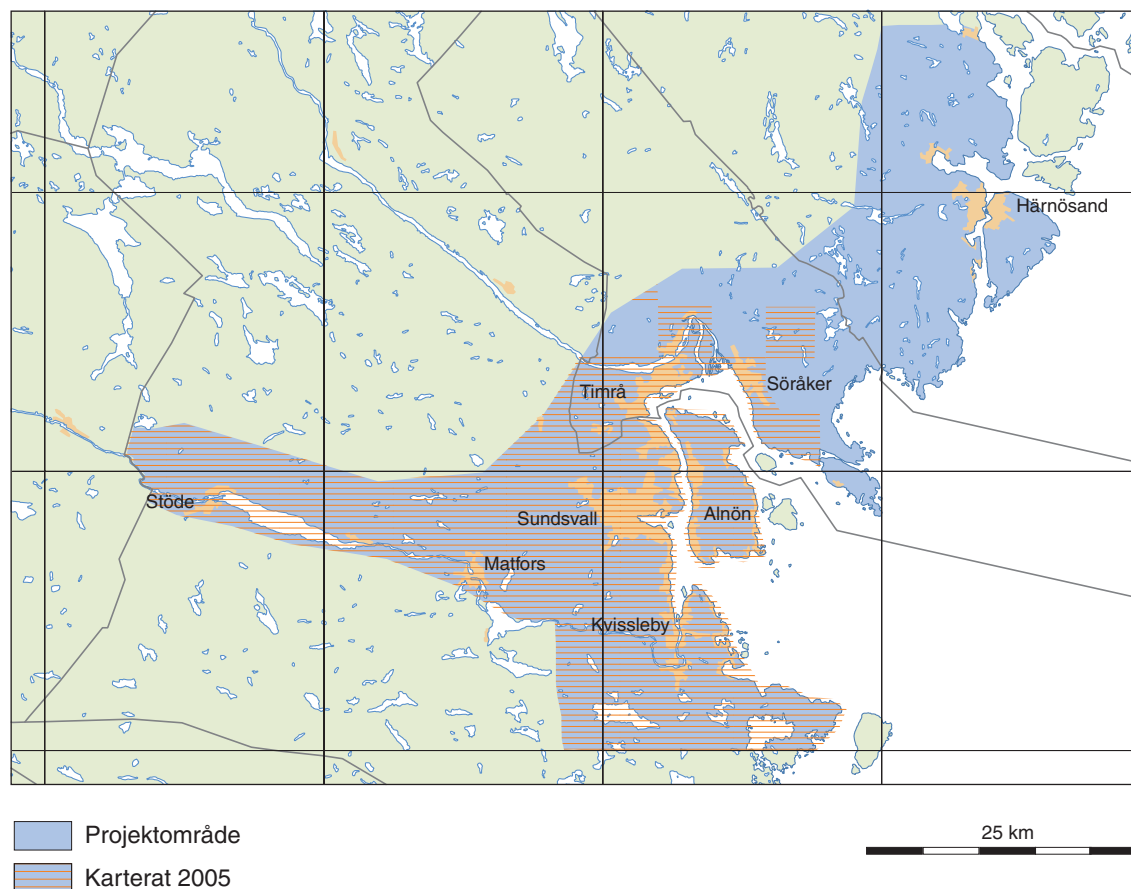 Härnösand
Timrå
Söråker
Stöde
Sundsvall
Alnön
Matfors
Kvissleby
Projektområde
25 km
Karterat 2005